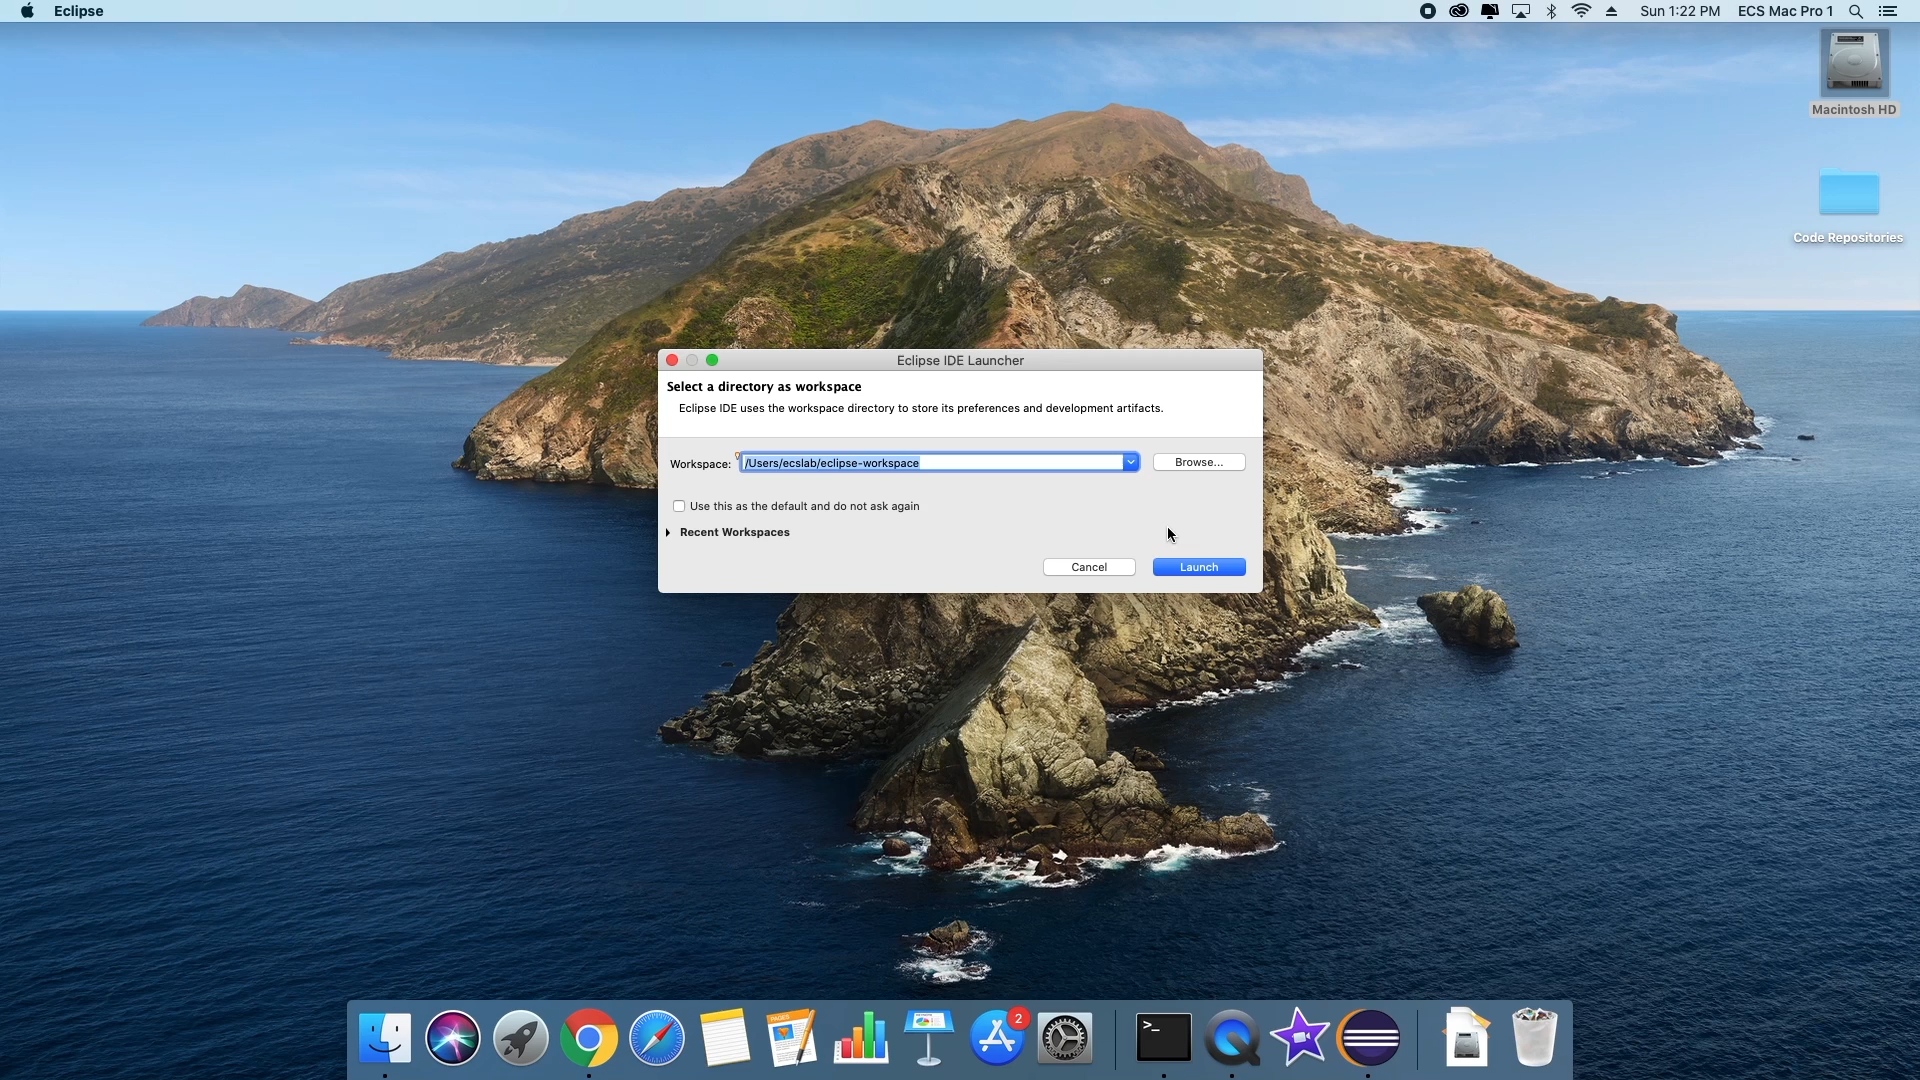 Eclipse
Sun 1:22 PM
ECS Mac Pro 1
Macintosh HD
Code Repositories
Eclipse IDE Launcher
Select a directory as workspace
Eclipse IDE uses the workspace directory to store its preferences and development artifacts.
Workspace:
/Users/ecslab/eclipse-workspace
Browse...
Use this as the default and do not ask again
Recent Workspaces
Cancel
Launch
PAGES
2
>_